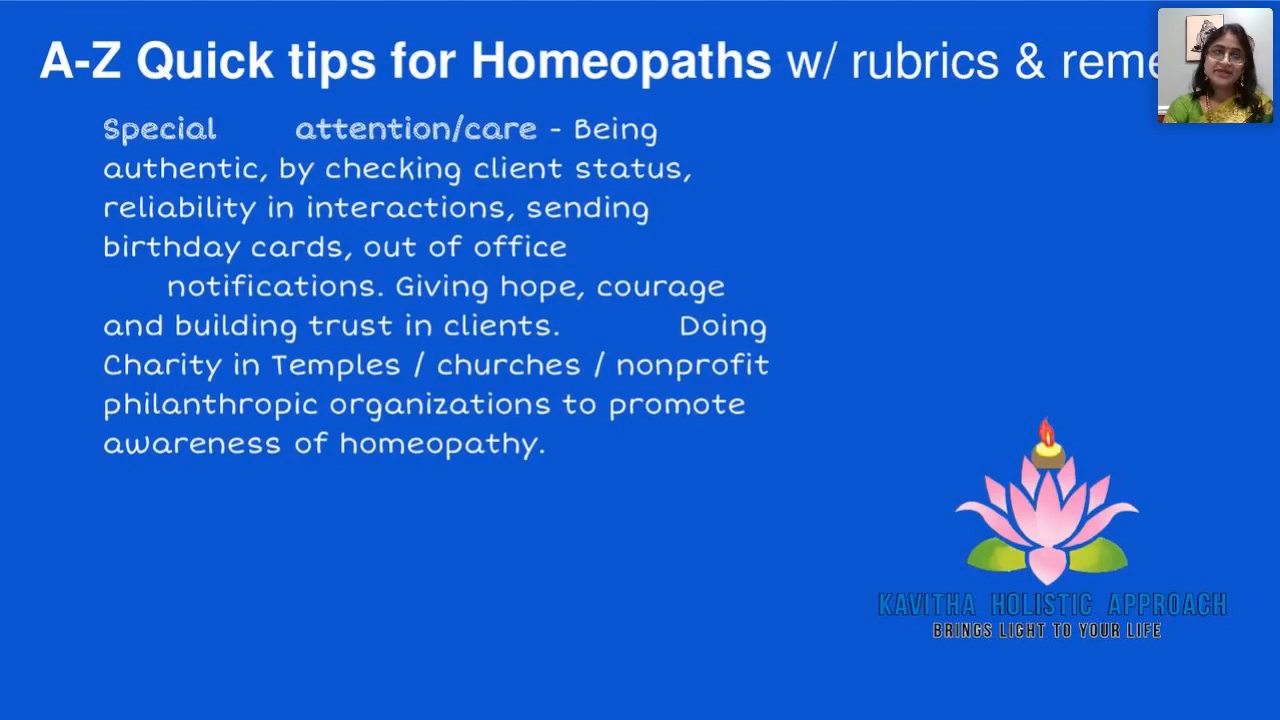 A-Z Quick tips for Homeopaths w/ rubrics & reme
Special attention/care - Being
authentic, by checking client status,
reliability in interactions, sending
birthday cards, out of office
notifications. Giving hope, courage
and building trust in clients. Doing
Charity in Temples / churches / nonprofit
philanthropic organizations to promote
awareness of homeopathy.
KAVITHA HOLISTIC APPROACH
BRINGS LIGHT TO YOUR LIFE